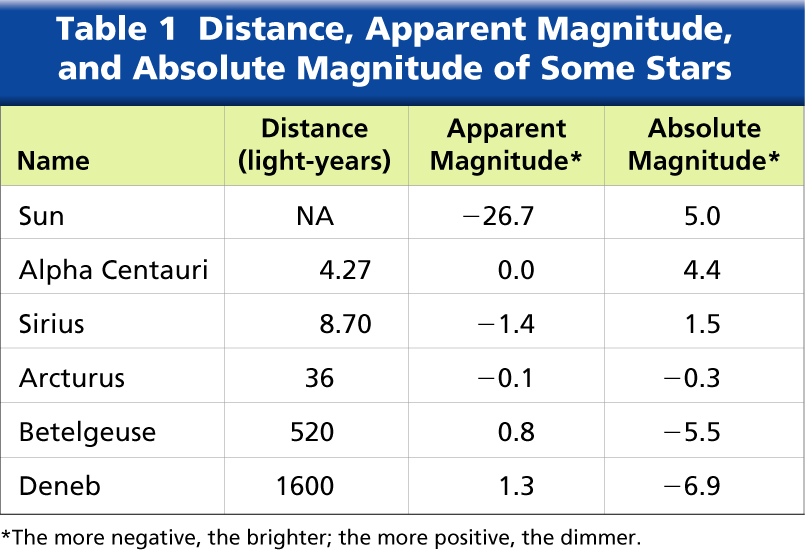 Table 1 Distance, Apparent Magnitude,
and Absolute Magnitude of Some Stars
Name Distance (light-years) Apparent Magnitude* Absolute Magnitude*
Sun NA −26.7 5.0
Alpha Centauri 4.27 0.0 4.4
Sirius 8.70 −1.4 1.5
Arcturus 36 −0.1 −0.3
Betelgeuse 520 0.8 −5.5
Deneb 1600 1.3 −6.9
*The more negative, the brighter; the more positive, the dimmer.